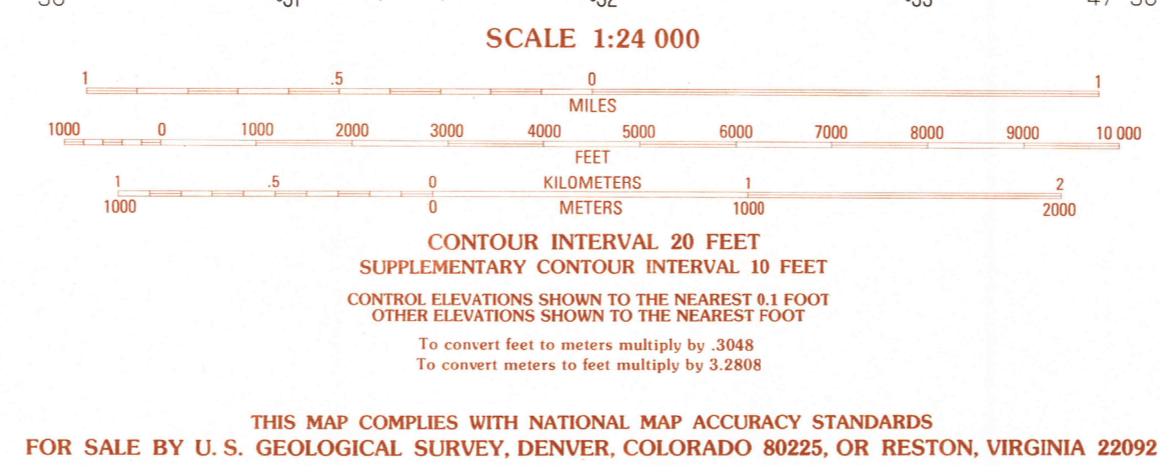 SCALE 1:24 000
1 .5 0 1
MILES
1000 0 1000 2000 3000 4000 5000 6000 7000 8000 9000 10 000
FEET
1 .5 0 KILOMETERS 1 2
1000 0 METERS 1000 2000
CONTOUR INTERVAL 20 FEET
SUPPLEMENTARY CONTOUR INTERVAL 10 FEET
CONTROL ELEVATIONS SHOWN TO THE NEAREST 0.1 FOOT
OTHER ELEVATIONS SHOWN TO THE NEAREST FOOT
To convert feet to meters multiply by .3048
To convert meters to feet multiply by 3.2808
THIS MAP COMPLIES WITH NATIONAL MAP ACCURACY STANDARDS
FOR SALE BY U. S. GEOLOGICAL SURVEY, DENVER, COLORADO 80225, OR RESTON, VIRGINIA 22092